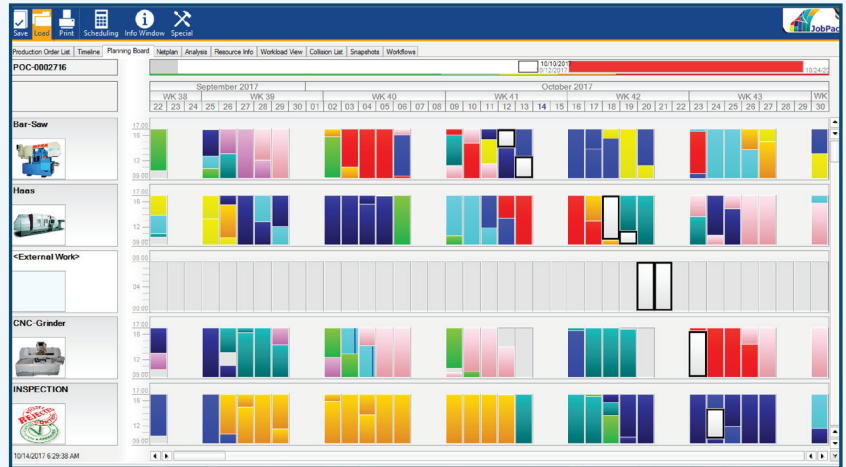 Save Load Print Scheduling Info Window Special
JobPac
Production Order List Timeline Planning Board Netplan Analysis Resource Info Workload View Collision List Snapshots Workflows
POC-0002716
10/10/2017
10/12/2017
10/24/20
September 2017 October 2017
WK 38 WK 39 WK 40 WK 41 WK 42 WK 43 WK
22 23 24 25 26 27 28 29 30 01 02 03 04 05 06 07 08 09 10 11 12 13 14 15 16 17 18 19 20 21 22 23 24 25 26 27 28 29 30
Bar-Saw
17:00
16
12
09:00
Haas
17:00
16
12
09:00
<External Work>
09:00
04
09:00
CNC-Grinder
17:00
16
12
09:00
INSPECTION
17:00
16
12
09:00
REJECTED
10/14/2017 6:29:38 AM